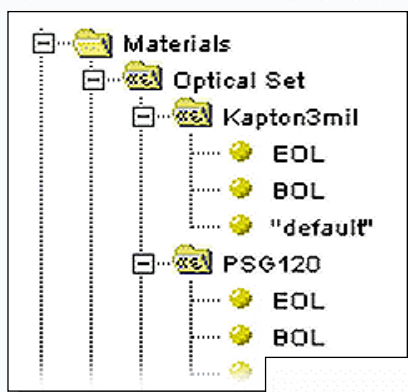 Materials
Optical Set
Kapton3mil
EOL
BOL
"default"
PSG120
EOL
BOL